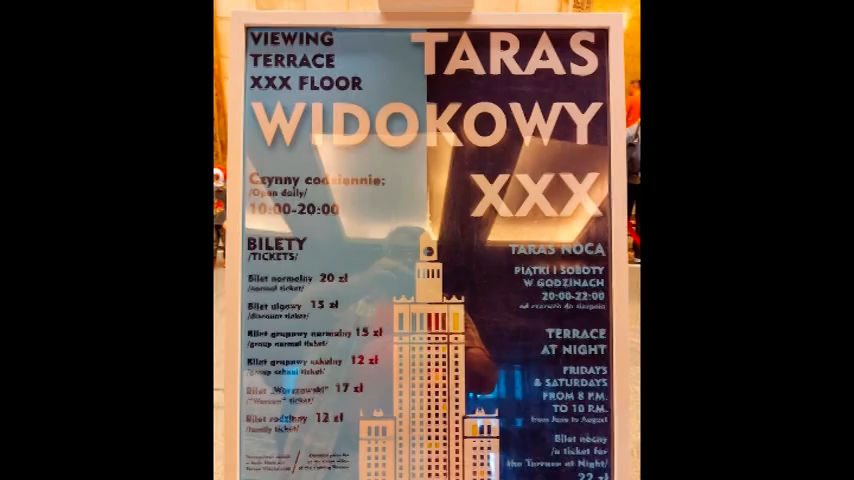 VIEWING
TERRACE
XXX FLOOR
TARAS
WIDOKOWY
XXX
Czynny codziennie:
/Open daily/
10:00-20:00
BILETY
/TICKETS/
Bilet normalny 20 zł
/normal ticket/
Bilet ulgowy 15 zł
/discount ticket/
Bilet grupowy normalny 15 zł
/group normal ticket/
Bilet grupowy szkolny 12 zł
/group school ticket/
Bilet „Warszawski" 17 zł
/"Warsaw" ticket/
Bilet rodzinny 12 zł
/family ticket/
TARAS NOCĄ
PIĄTKI I SOBOTY
W GODZINACH
20:00-22:00
od czerwca do sierpnia
TERRACE
AT NIGHT
FRIDAYS
& SATURDAYS
FROM 8 P.M.
TO 10 P.M.
from June to August
Bilet nocny
/a ticket for
the Terrace at Night/
22 zł